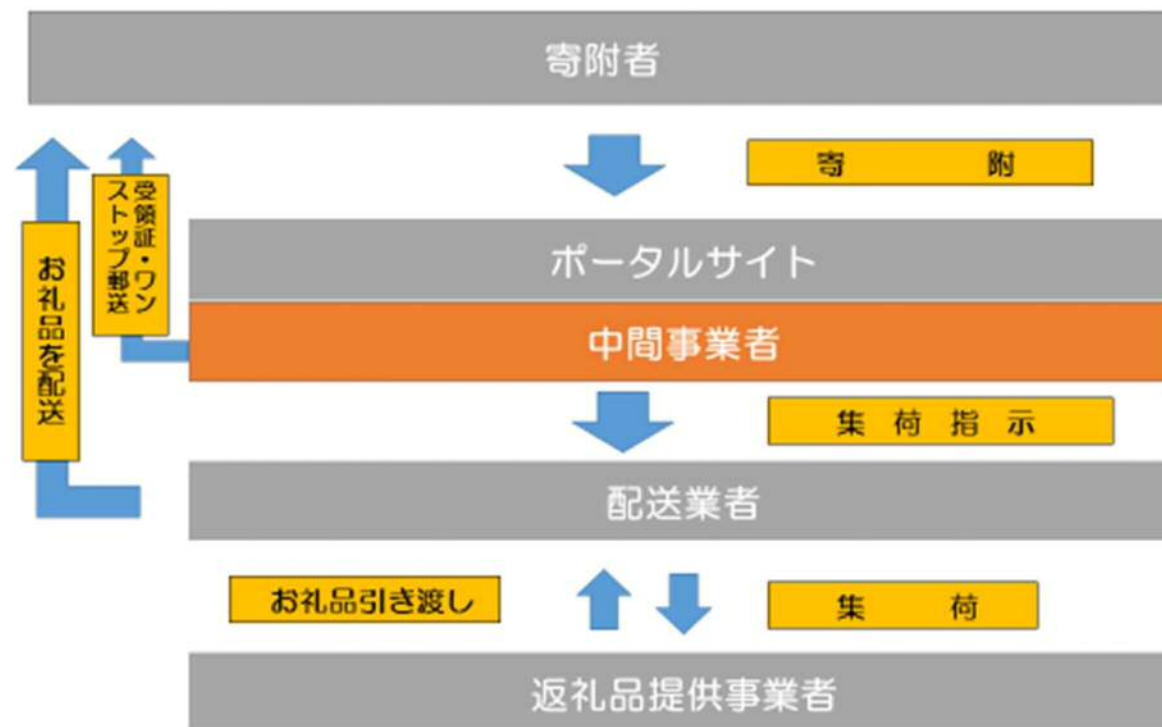 寄附者
寄附
ポータルサイト
中間事業者
受領証・ワン
ストップ郵送
お礼品を配送
集荷指示
配送業者
お礼品引き渡し
集荷
返礼品提供事業者